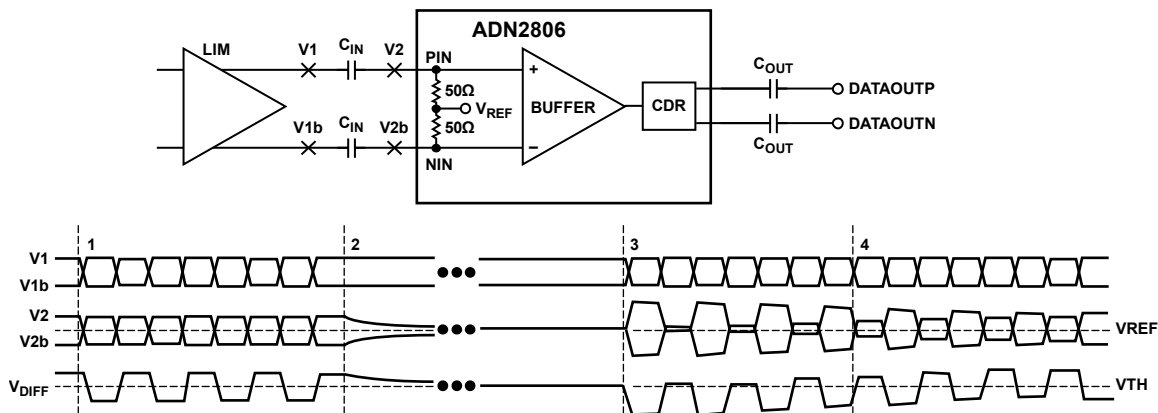 ADN2806
LIM
V1
C_IN
V2
PIN
50Ω
V_REF
50Ω
NIN
+
−
BUFFER
CDR
C_OUT
DATAOUTP
DATAOUTN
C_OUT
V1b
C_IN
V2b
1
2
3
4
V1
V1b
V2
V2b
VREF
V_DIFF
VTH